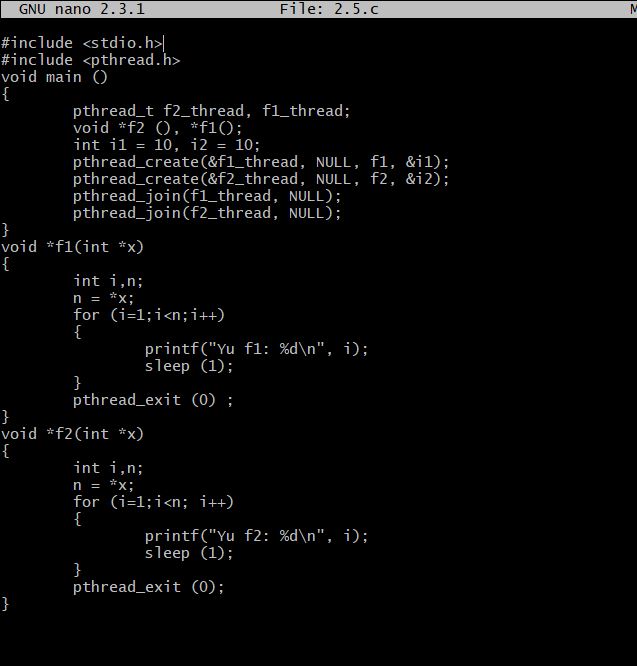 GNU nano 2.3.1 File: 2.5.c M
#include <stdio.h>
#include <pthread.h>
void main ()
{
        pthread_t f2_thread, f1_thread;
        void *f2 (), *f1();
        int i1 = 10, i2 = 10;
        pthread_create(&f1_thread, NULL, f1, &i1);
        pthread_create(&f2_thread, NULL, f2, &i2);
        pthread_join(f1_thread, NULL);
        pthread_join(f2_thread, NULL);
}
void *f1(int *x)
{
        int i,n;
        n = *x;
        for (i=1;i<n;i++)
        {
                printf("Yu f1: %d\n", i);
                sleep (1);
        }
        pthread_exit (0) ;
}
void *f2(int *x)
{
        int i,n;
        n = *x;
        for (i=1;i<n; i++)
        {
                printf("Yu f2: %d\n", i);
                sleep (1);
        }
        pthread_exit (0);
}